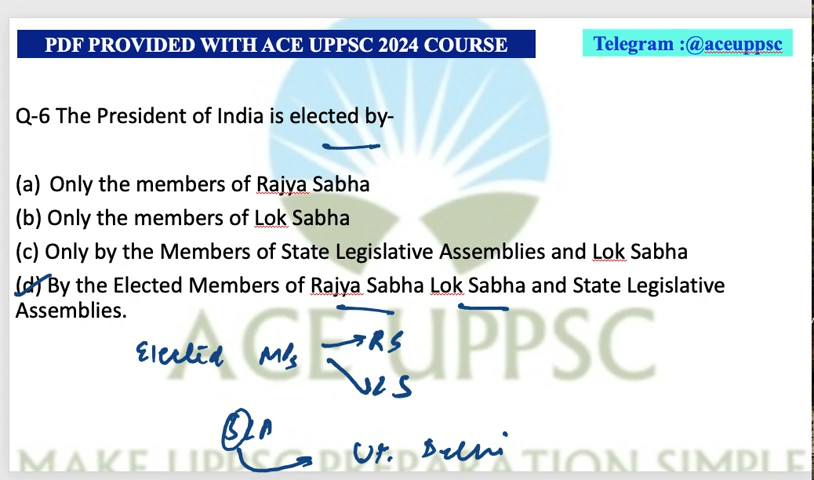 PDF PROVIDED WITH ACE UPPSC 2024 COURSE
Telegram :@aceuppsc
Q-6 The President of India is elected by-
(a) Only the members of Rajya Sabha
(b) Only the members of Lok Sabha
(c) Only by the Members of State Legislative Assemblies and Lok Sabha
(d) By the Elected Members of Rajya Sabha Lok Sabha and State Legislative
Assemblies.
Elected MPs → RS
LS
SLA
UT. Delhi
ACE UPPSC
MAKE UPPSC PREPARATION SIMPLE